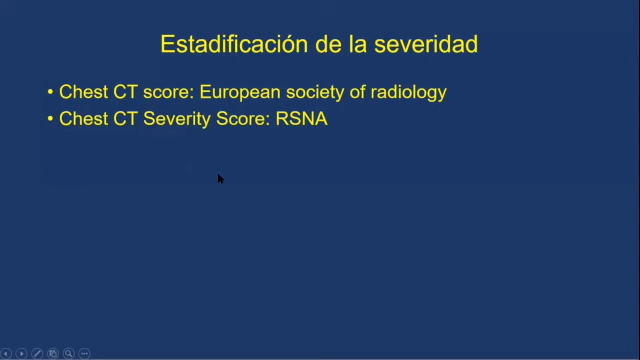 Estadificación de la severidad
• Chest CT score: European society of radiology
• Chest CT Severity Score: RSNA